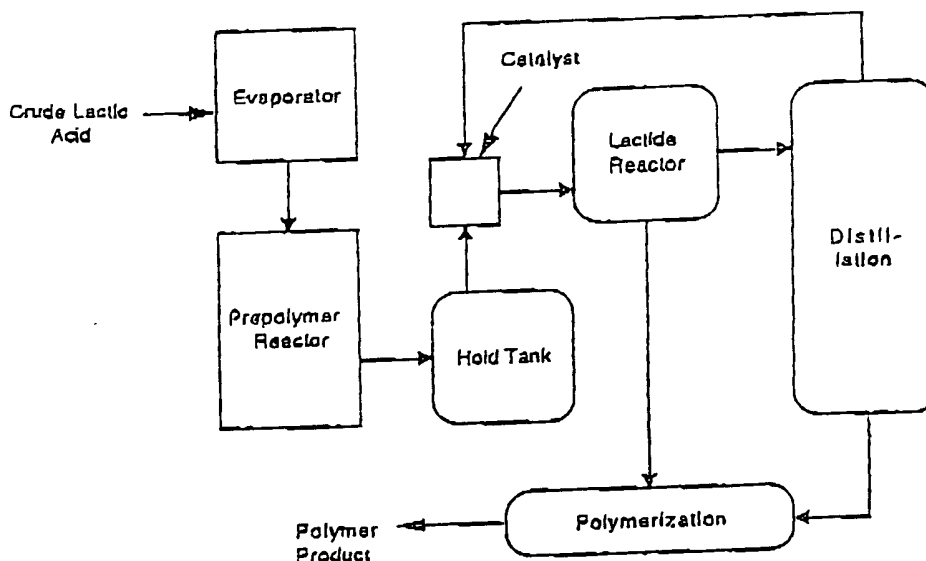 Crude Lactic
Acid
Evaporator
Prepolymer
Reactor
Hold Tank
Catalyst
Lactide
Reactor
Distil-
lation
Polymerization
Polymer
Product